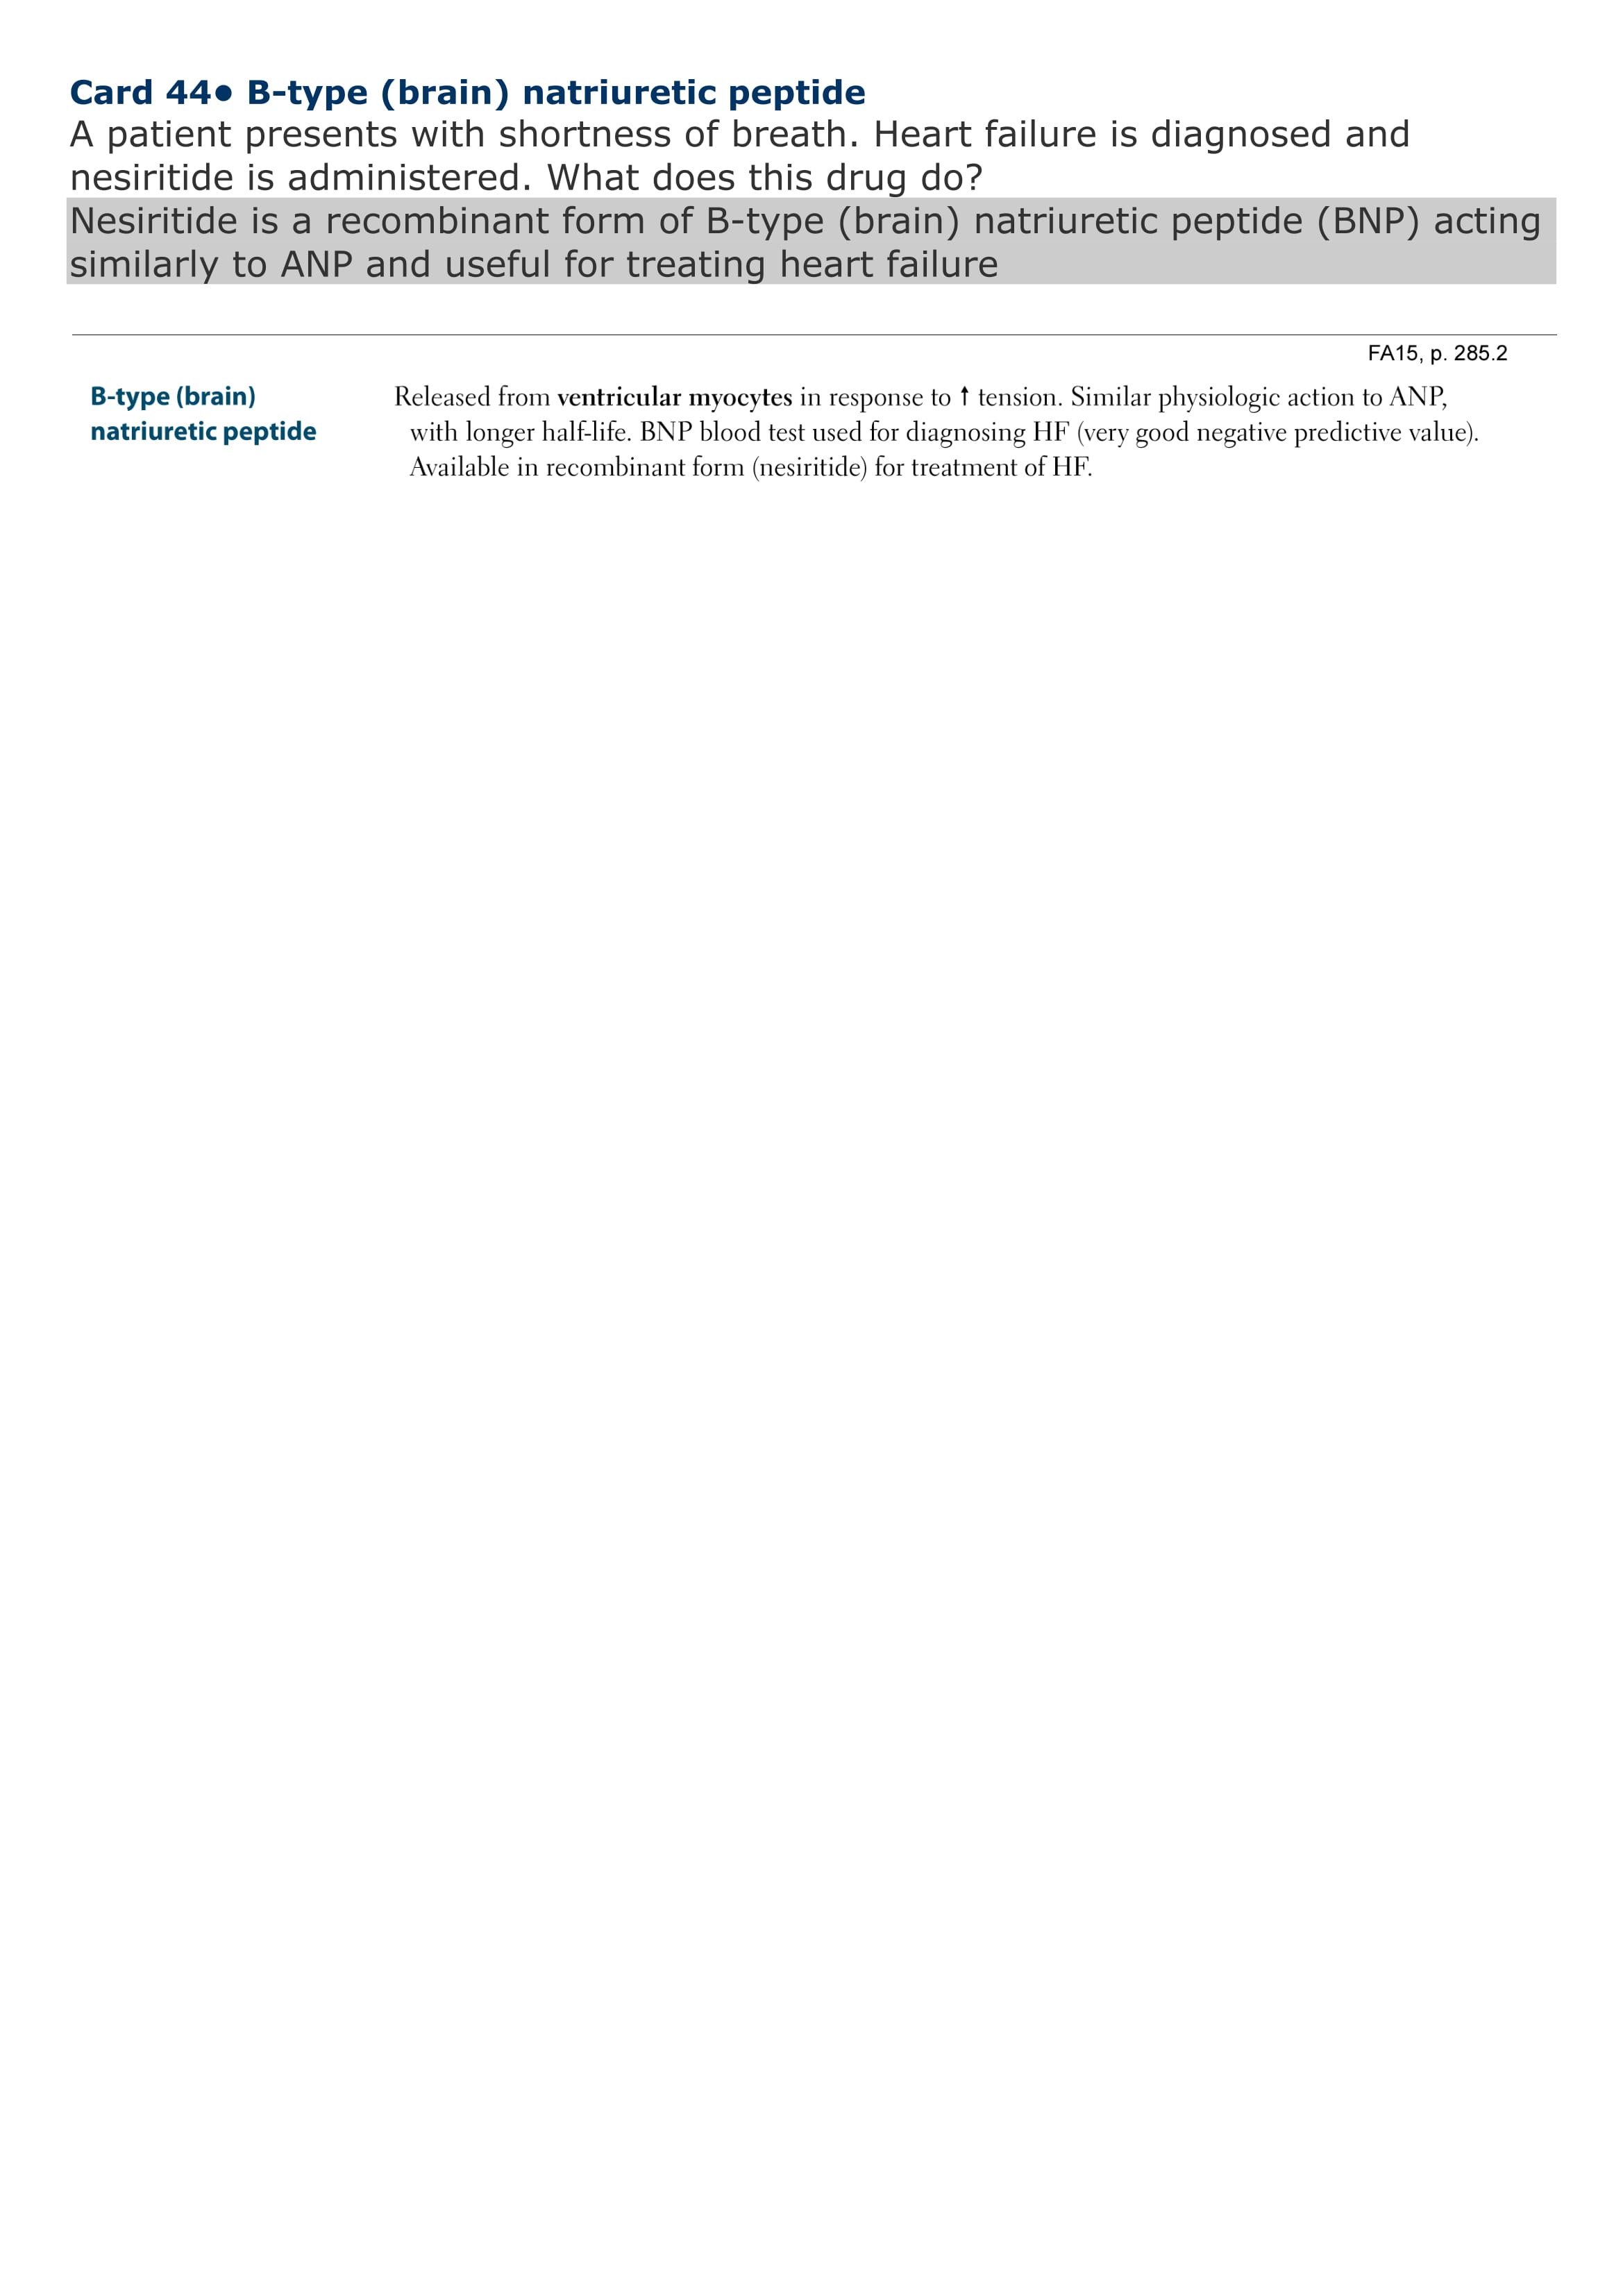 Card 44● B-type (brain) natriuretic peptide
A patient presents with shortness of breath. Heart failure is diagnosed and
nesiritide is administered. What does this drug do?
Nesiritide is a recombinant form of B-type (brain) natriuretic peptide (BNP) acting
similarly to ANP and useful for treating heart failure
FA15, p. 285.2
B-type (brain)
natriuretic peptide
Released from ventricular myocytes in response to ↑ tension. Similar physiologic action to ANP,
with longer half-life. BNP blood test used for diagnosing HF (very good negative predictive value).
Available in recombinant form (nesiritide) for treatment of HF.